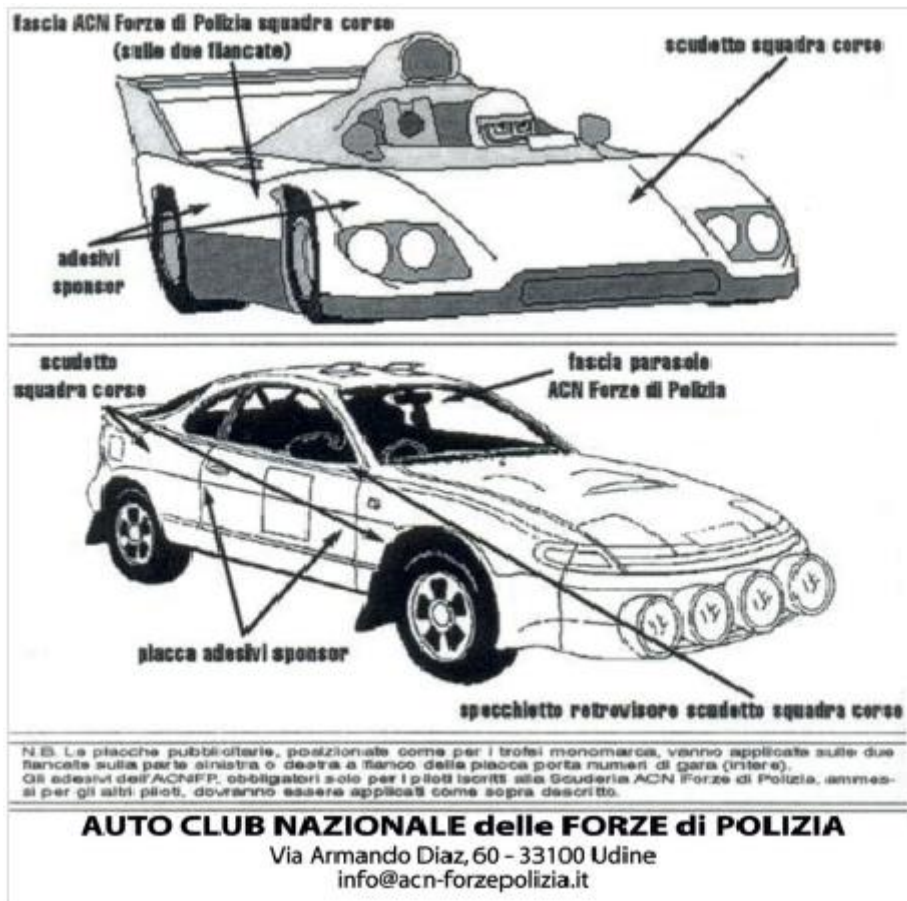 fascia ACN Forze di Polizia squadra corse
(sulle due fiancate)
scudetto squadra corse
adesivi
sponsor
scudetto
squadra corse
fascia parasole
ACN Forze di Polizia
placca adesivi sponsor
specchietto retrovisore scudetto squadra corse
N.B. Le placche pubblicitarie, posizionate come per i trofei monomarca, vanno applicate sulle due
fiancate sulla parte sinistra o destra a fianco della placca porta numeri di gara (intere).
Gli adesivi dell'ACNFP, obbligatori solo per i piloti iscritti alla Scuderia ACN Forze di Polizia, ammes-
si per gli altri piloti, dovranno essere applicati come sopra descritto.
AUTO CLUB NAZIONALE delle FORZE di POLIZIA
Via Armando Diaz, 60 - 33100 Udine
info@acn-forzepolizia.it